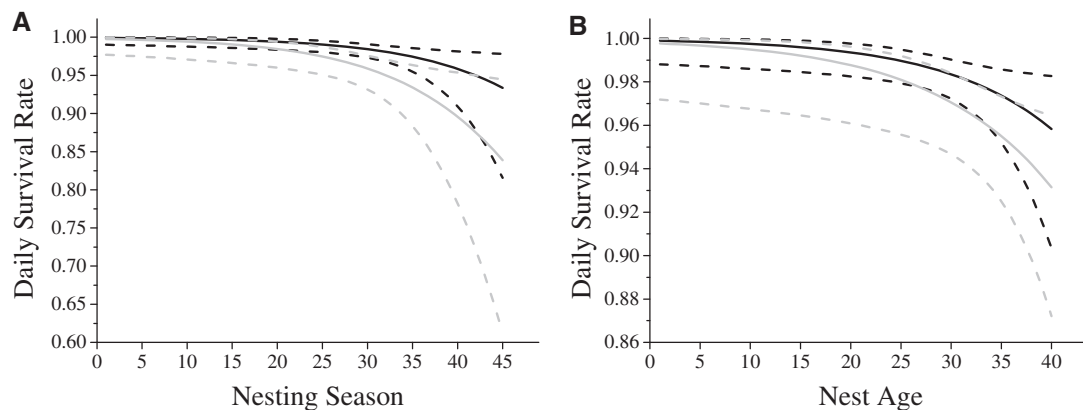 A
Daily Survival Rate
1.00
0.95
0.90
0.85
0.80
0.75
0.70
0.65
0.60
0 5 10 15 20 25 30 35 40 45
Nesting Season
B
Daily Survival Rate
1.00
0.98
0.96
0.94
0.92
0.90
0.88
0.86
0 5 10 15 20 25 30 35 40
Nest Age